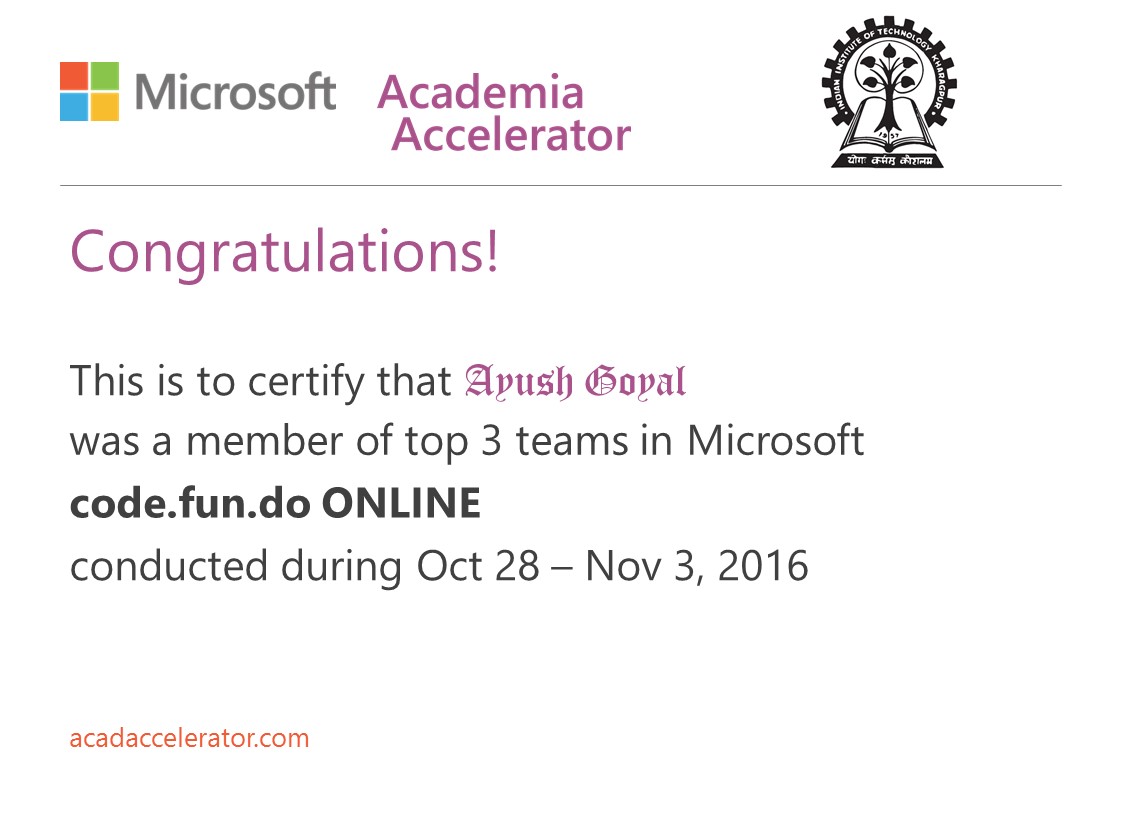 Microsoft
Academia
Accelerator
INDIAN INSTITUTE OF TECHNOLOGY KHARAGPUR
1951
योगः कर्मसु कौशलम्
Congratulations!
This is to certify that Ayush Goyal
was a member of top 3 teams in Microsoft
code.fun.do ONLINE
conducted during Oct 28 – Nov 3, 2016
acadaccelerator.com